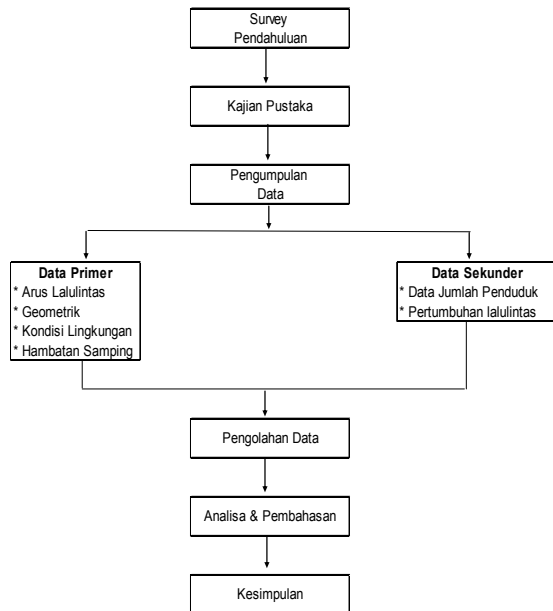 Survey
Pendahuluan
Kajian Pustaka
Pengumpulan
Data
Data Primer
* Arus Lalulintas
* Geometrik
* Kondisi Lingkungan
* Hambatan Samping
Data Sekunder
* Data Jumlah Penduduk
* Pertumbuhan lalulintas
Pengolahan Data
Analisa & Pembahasan
Kesimpulan